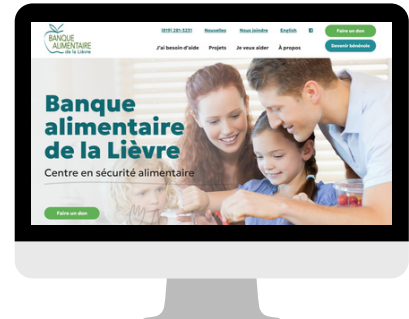 BANQUE
ALIMENTAIRE
de la Lièvre
(819) 281-5231 Nouvelles Nous joindre English
Faire un don
J'ai besoin d'aide Projets Je veux aider À propos
Devenir bénévole
Banque
alimentaire
de la Lièvre
Centre en sécurité alimentaire
Faire un don